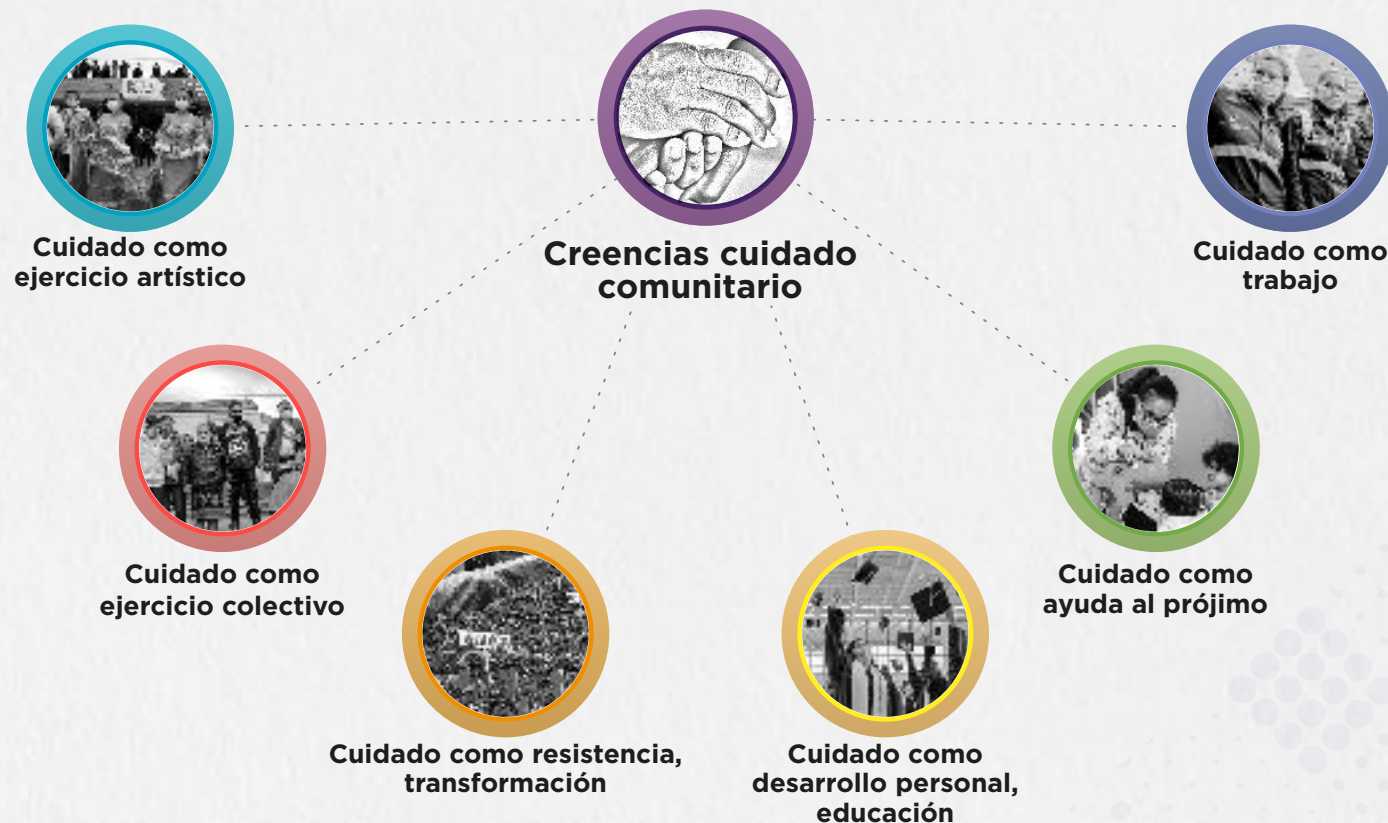 Creencias cuidado
comunitario
Cuidado como
ejercicio artístico
Cuidado como
trabajo
Cuidado como
ejercicio colectivo
Cuidado como
ayuda al prójimo
Cuidado como resistencia,
transformación
Cuidado como
desarrollo personal,
educación